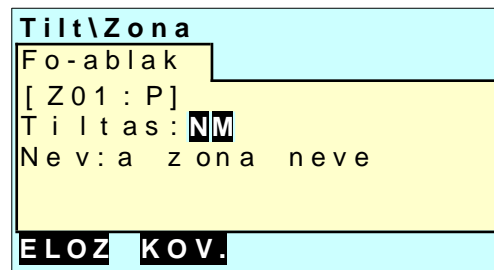 Tilt\Zona
Fo-ablak
[Z01:P]
Tiltas:NM
Nev:a zona neve
ELOZ KOV.